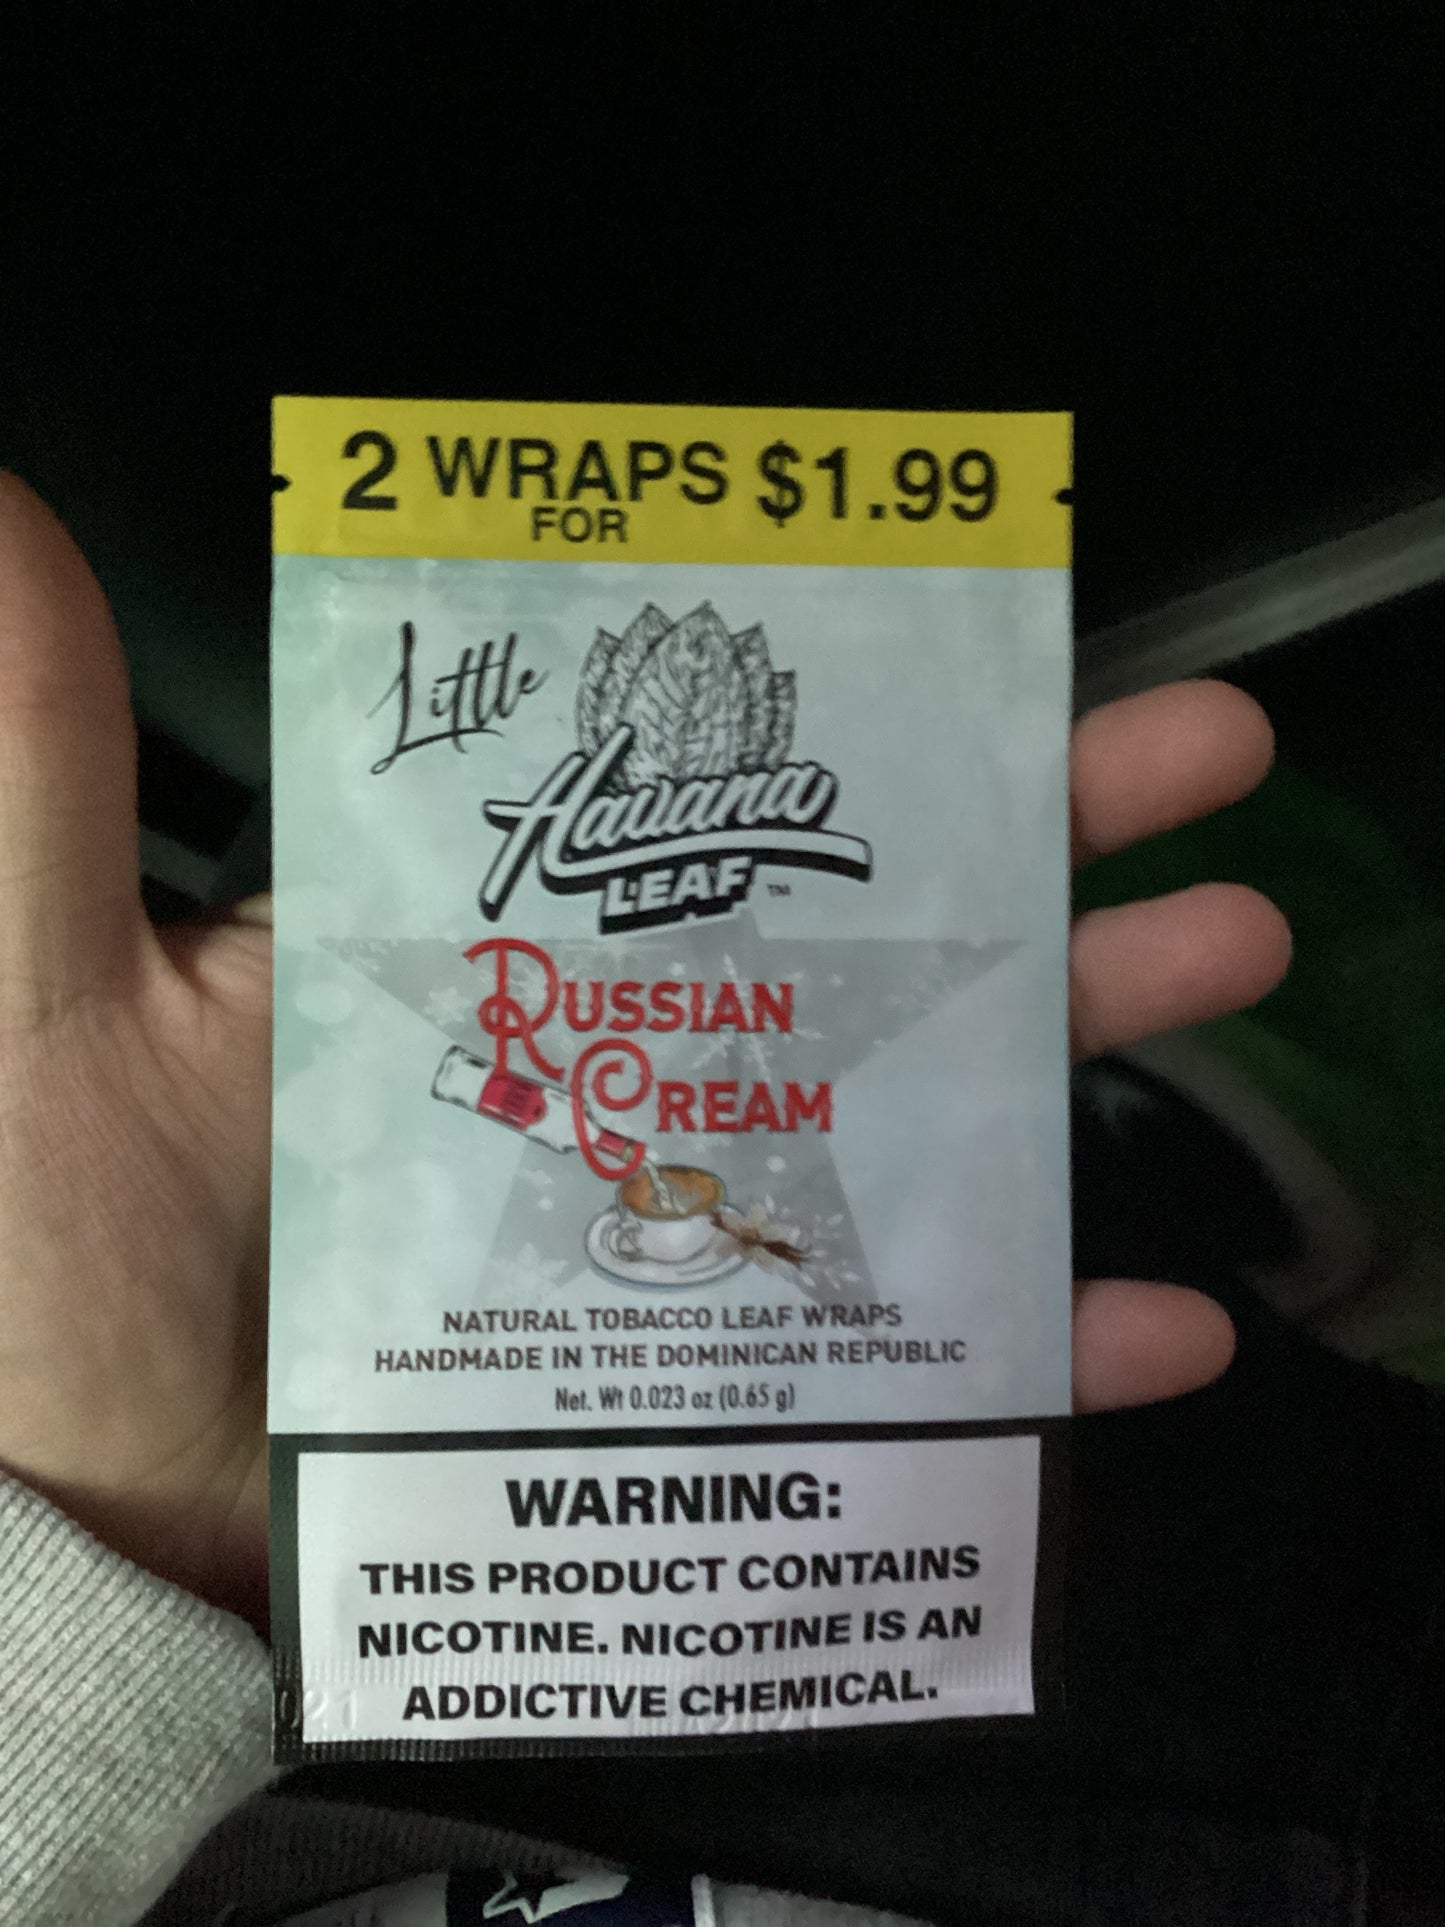 2 WRAPS $1.99
FOR
Little
Havana
LEAF ™
RUSSIAN
CREAM
NATURAL TOBACCO LEAF WRAPS
HANDMADE IN THE DOMINICAN REPUBLIC
Net. Wt 0.023 oz (0.65 g)
WARNING:
THIS PRODUCT CONTAINS
NICOTINE. NICOTINE IS AN
ADDICTIVE CHEMICAL.